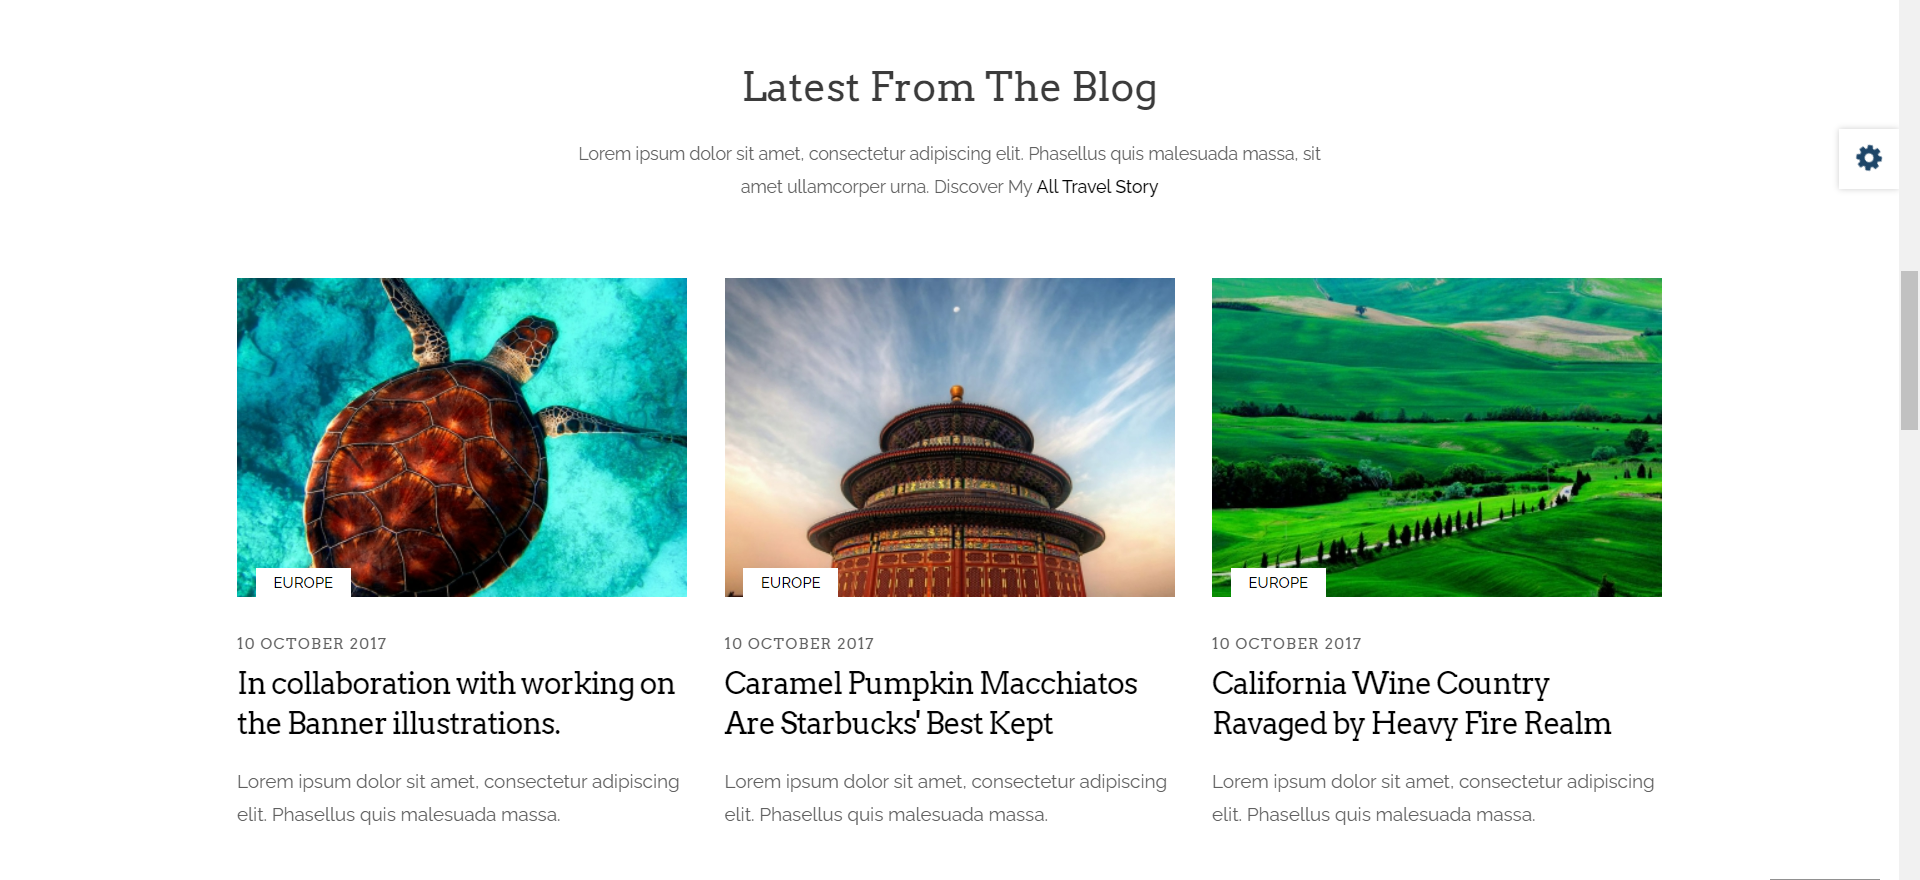 Latest From The Blog
Lorem ipsum dolor sit amet, consectetur adipiscing elit. Phasellus quis malesuada massa, sit
amet ullamcorper urna. Discover My All Travel Story
EUROPE
10 OCTOBER 2017
In collaboration with working on
the Banner illustrations.
Lorem ipsum dolor sit amet, consectetur adipiscing
elit. Phasellus quis malesuada massa.
EUROPE
10 OCTOBER 2017
Caramel Pumpkin Macchiatos
Are Starbucks' Best Kept
Lorem ipsum dolor sit amet, consectetur adipiscing
elit. Phasellus quis malesuada massa.
EUROPE
10 OCTOBER 2017
California Wine Country
Ravaged by Heavy Fire Realm
Lorem ipsum dolor sit amet, consectetur adipiscing
elit. Phasellus quis malesuada massa.